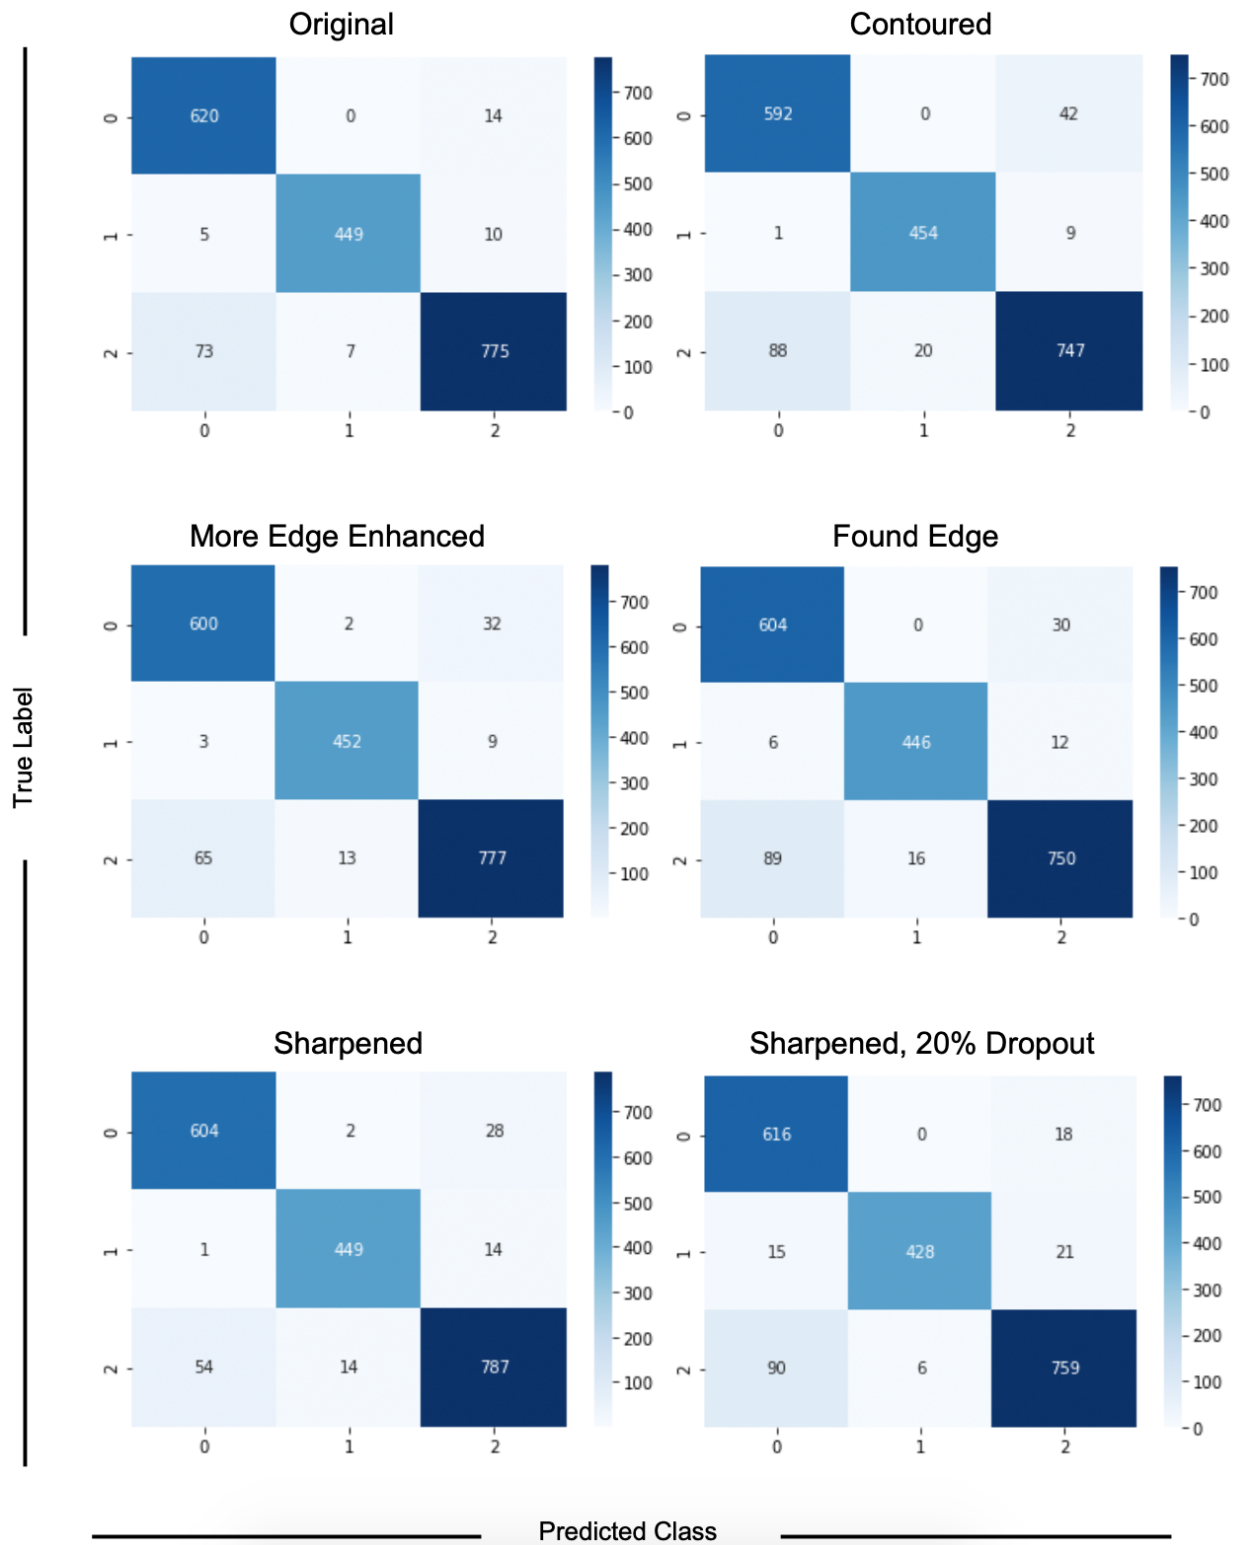 Original
620 0 14 0
5 449 10 1
73 7 775 2
0 1 2
700
600
500
400
300
200
100
0
Contoured
592 0 42 0
1 454 9 1
88 20 747 2
0 1 2
700
600
500
400
300
200
100
0
More Edge Enhanced
600 2 32 0
3 452 9 1
65 13 777 2
0 1 2
700
600
500
400
300
200
100
Found Edge
604 0 30 0
6 446 12 1
89 16 750 2
0 1 2
700
600
500
400
300
200
100
0
True Label
Sharpened
604 2 28 0
1 449 14 1
54 14 787 2
0 1 2
700
600
500
400
300
200
100
Sharpened, 20% Dropout
616 0 18 0
15 428 21 1
90 6 759 2
0 1 2
700
600
500
400
300
200
100
0
Predicted Class